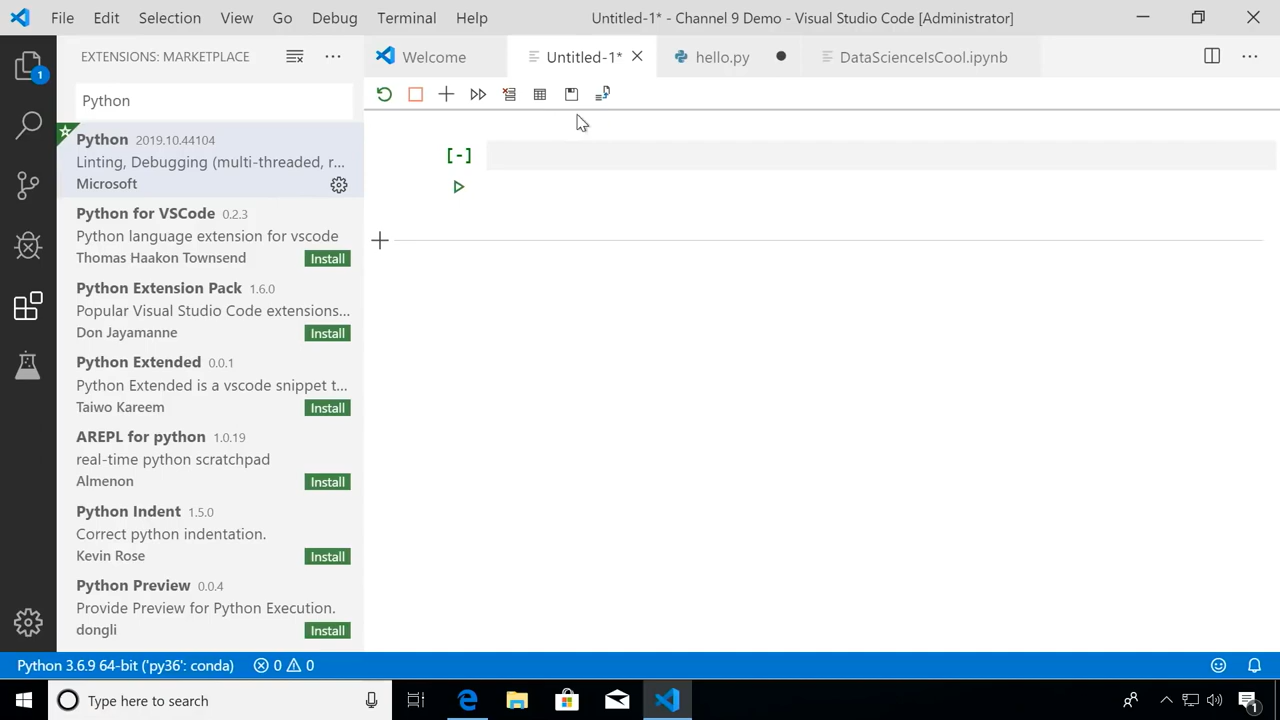 File Edit Selection View Go Debug Terminal Help Untitled-1* - Channel 9 Demo - Visual Studio Code [Administrator]
EXTENSIONS: MARKETPLACE
Welcome Untitled-1* hello.py DataScienceIsCool.ipynb
1
Python
Python 2019.10.44104
Linting, Debugging (multi-threaded, r...
Microsoft
[-]
Python for VSCode 0.2.3
Python language extension for vscode
Thomas Haakon Townsend Install
Python Extension Pack 1.6.0
Popular Visual Studio Code extensions...
Don Jayamanne Install
Python Extended 0.0.1
Python Extended is a vscode snippet t...
Taiwo Kareem Install
AREPL for python 1.0.19
real-time python scratchpad
Almenon Install
Python Indent 1.5.0
Correct python indentation.
Kevin Rose Install
Python Preview 0.0.4
Provide Preview for Python Execution.
dongli Install
Python 3.6.9 64-bit ('py36': conda) 0 0
Type here to search
1